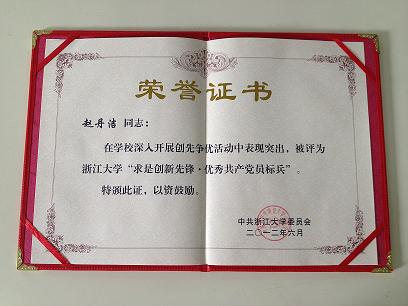 荣誉证书
赵丹洁 同志：
在学校深入开展创先争优活动中表现突出，被评为
浙江大学“求是创新先锋·优秀共产党员标兵”。
特颁此证，以资鼓励。
中共浙江大学委员会
二〇一二年六月